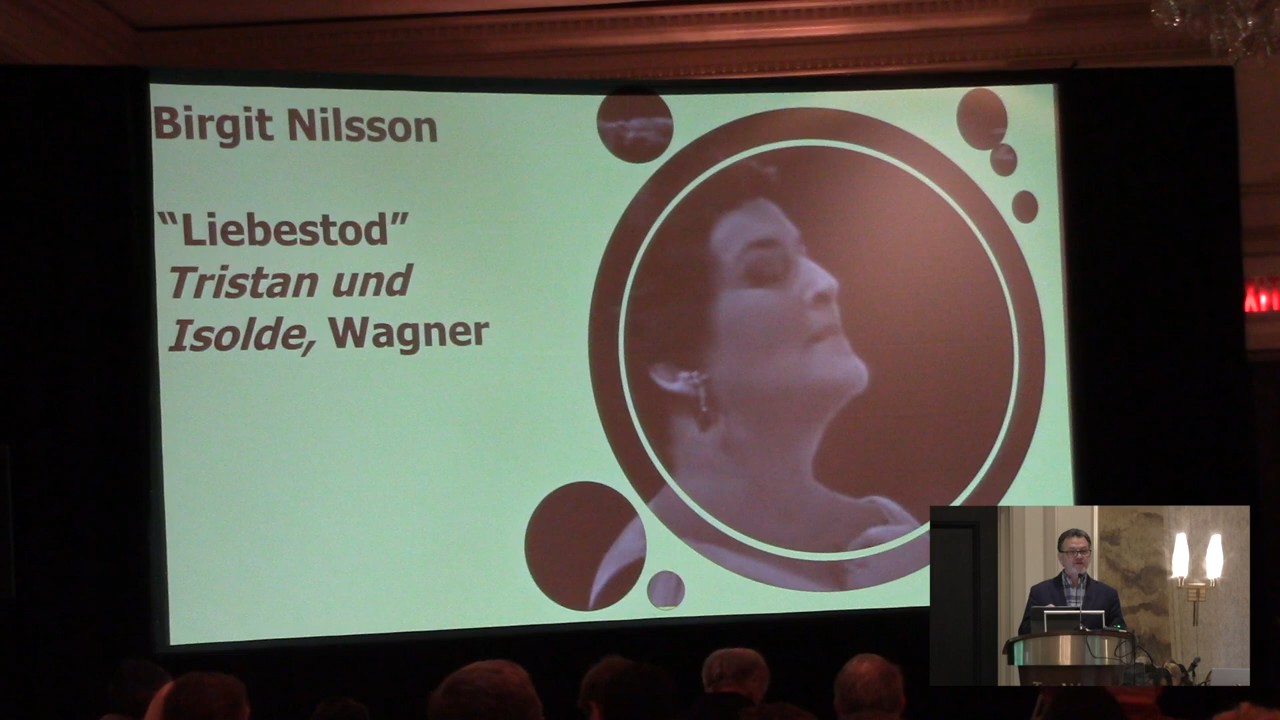 Birgit Nilsson
“Liebestod”
Tristan und
Isolde, Wagner